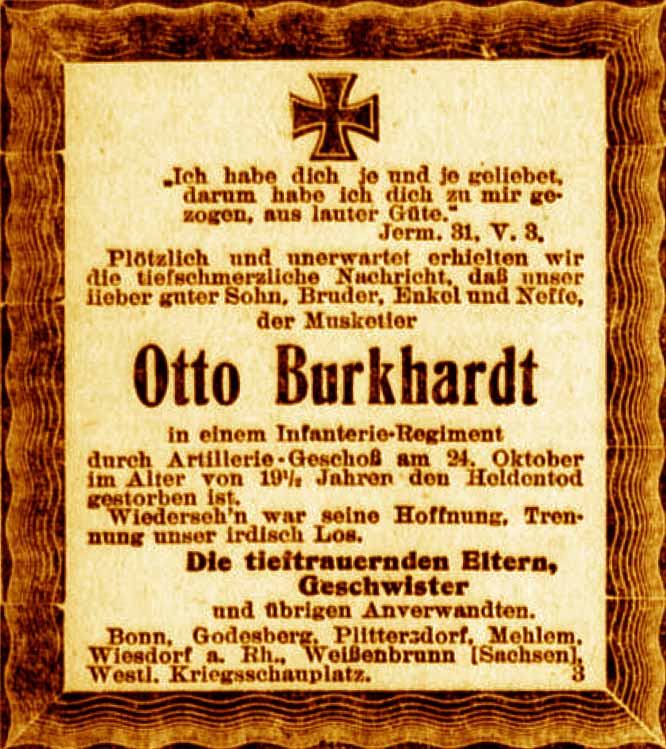 „Ich habe dich je und je geliebet,
darum habe ich dich zu mir ge-
zogen, aus lauter Güte.“
Jerm. 31, V. 3.
Plötzlich und unerwartet erhielten wir
die tiefschmerzliche Nachricht, daß unser
lieber guter Sohn, Bruder, Enkel und Neffe,
der Musketier
Otto Burkhardt
in einem Infanterie-Regiment
durch Artillerie-Geschoß am 24. Oktober
im Alter von 19½ Jahren den Heldentod
gestorben ist.
Wiederseh'n war seine Hoffnung, Tren-
nung unser irdisch Los.
Die tieftrauernden Eltern,
Geschwister
und übrigen Anverwandten.
Bonn, Godesberg, Plittersdorf, Mehlem,
Wiesdorf a. Rh., Weißenbrunn [Sachsen],
Westl. Kriegsschauplatz. 3